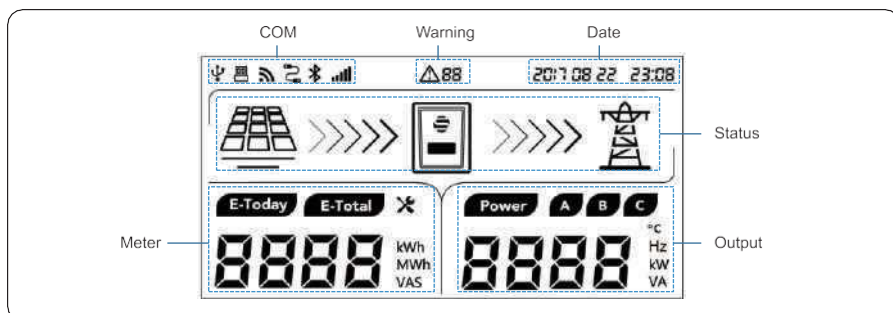 COM Warning Date
88 2017 08 22 23:08
Status
E-Today E-Total Power A B C
°C
Meter 8888 kWh MWh VAS 8888 Hz kW VA Output